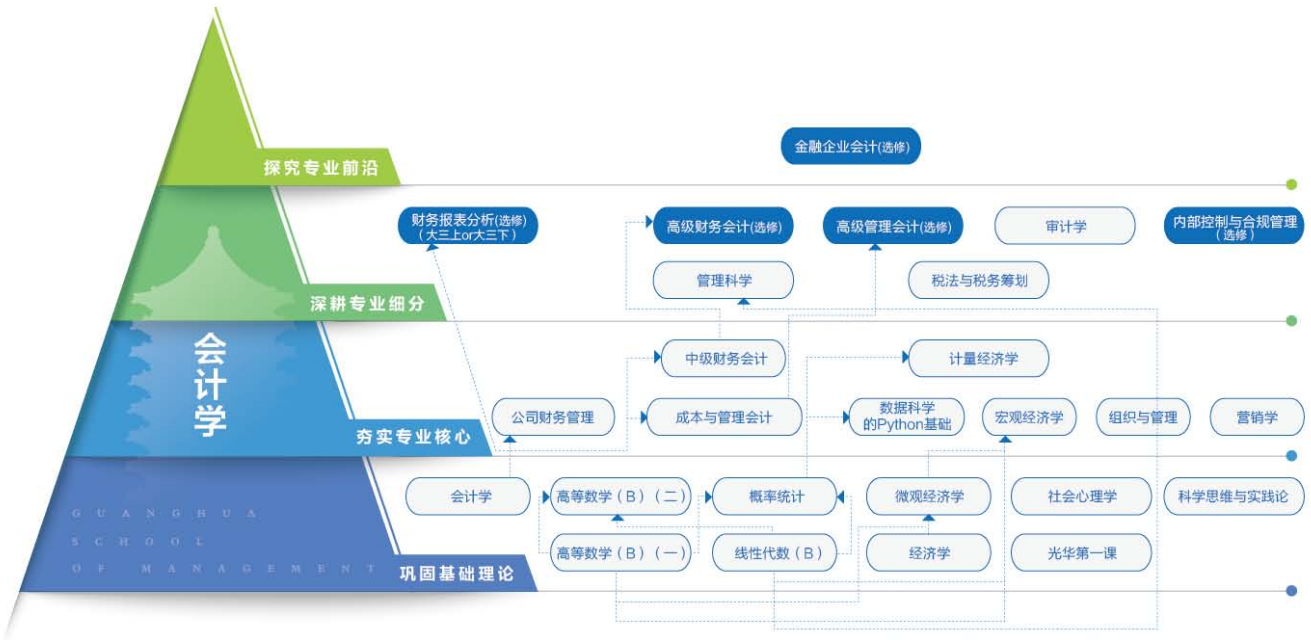 金融企业会计(选修)
探究专业前沿
财务报表分析(选修)
(大三上or大三下)
高级财务会计(选修)
高级管理会计(选修)
审计学
内部控制与合规管理
(选修)
管理科学
税法与税务筹划
深耕专业细分
会计学
中级财务会计
计量经济学
公司财务管理
成本与管理会计
数据科学
的Python基础
宏观经济学
组织与管理
营销学
夯实专业核心
会计学
高等数学(B)(二)
概率统计
微观经济学
社会心理学
科学思维与实践论
高等数学(B)(一)
线性代数(B)
经济学
光华第一课
GUANGHUA
SCHOOL
OF MANAGEMENT
巩固基础理论